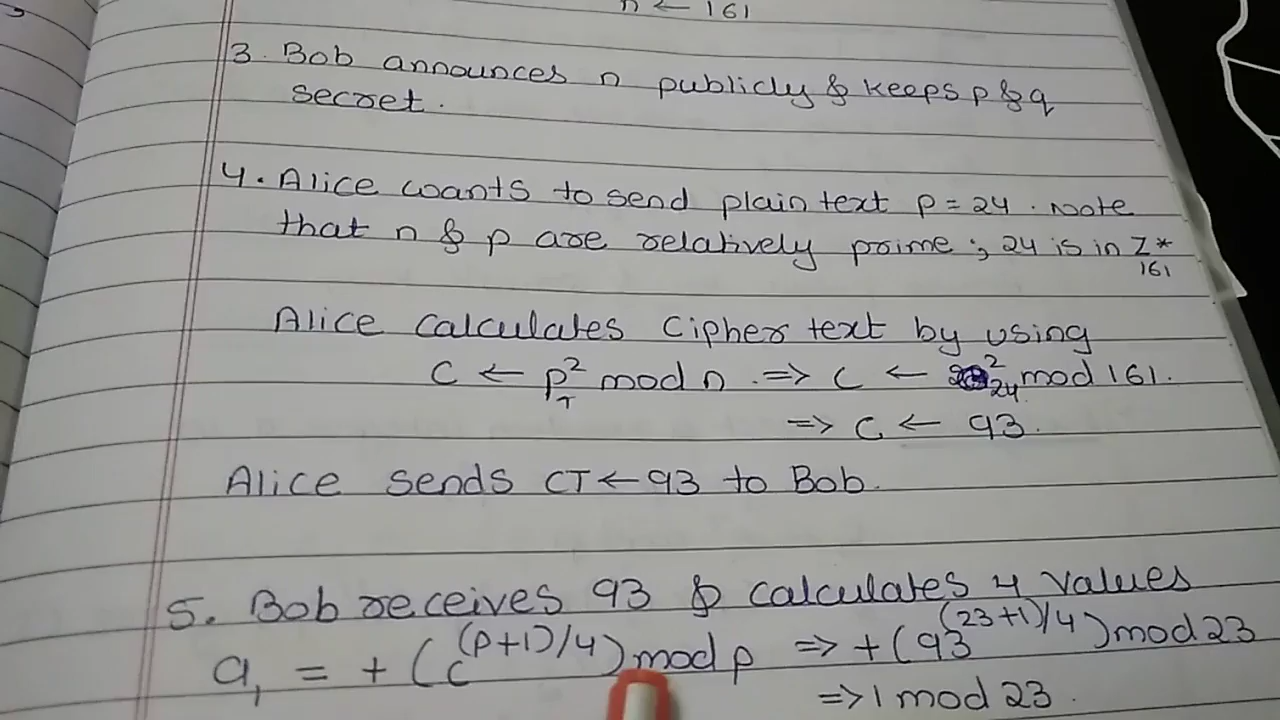 n ← 161
3. Bob announces n publicly & keeps p & q
secret.
4. Alice wants to send plain text p = 24. Note
that n & p are relatively prime; 24 is in Z*161
Alice calculates cipher text by using
C ← P²T mod n. => C ← 24² mod 161.
=> C ← 93.
Alice sends CT ← 93 to Bob.
5. Bob receives 93 & calculates 4 values
a₁ = + (C^(p+1)/4) mod p => + (93^(23+1)/4) mod 23
=> 1 mod 23.